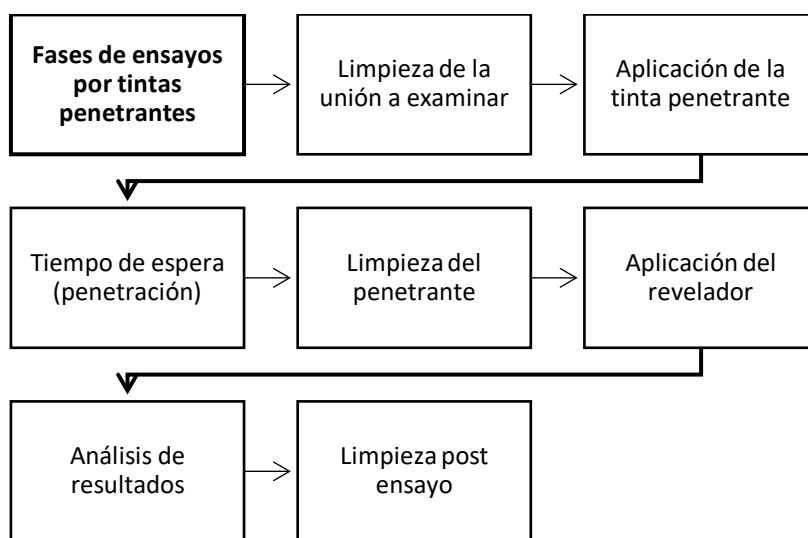 Fases de ensayos
por tintas
penetrantes
Limpieza de la
unión a examinar
Aplicación de la
tinta penetrante
Tiempo de espera
(penetración)
Limpieza del
penetrante
Aplicación del
revelador
Análisis de
resultados
Limpieza post
ensayo